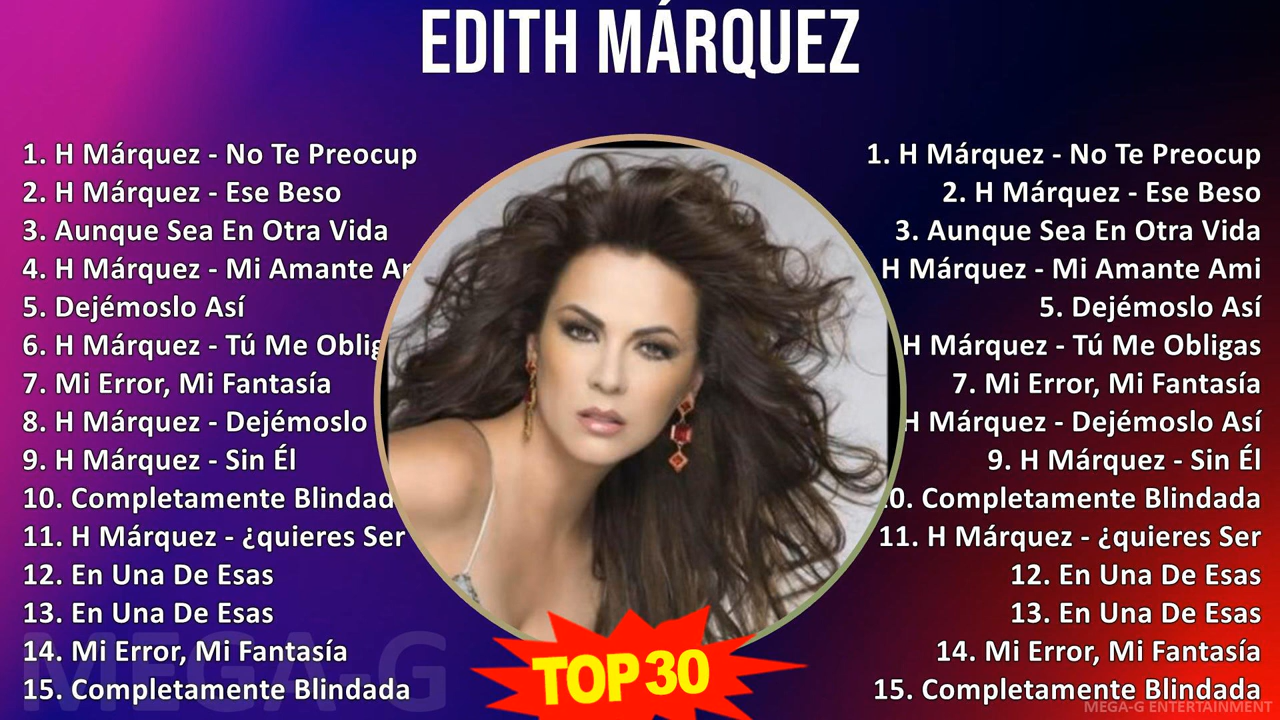 EDITH MÁRQUEZ
1. H Márquez - No Te Preocup
2. H Márquez - Ese Beso
3. Aunque Sea En Otra Vida
4. H Márquez - Mi Amante
5. Dejémoslo Así
6. H Márquez - Tú Me Oblig
7. Mi Error, Mi Fantasía
8. H Márquez - Dejémoslo
9. H Márquez - Sin Él
10. Completamente Blindad
11. H Márquez - ¿quieres Ser
12. En Una De Esas
13. En Una De Esas
14. Mi Error, Mi Fantasía
15. Completamente Blindada
1. H Márquez - No Te Preocup
2. H Márquez - Ese Beso
3. Aunque Sea En Otra Vida
H Márquez - Mi Amante Ami
5. Dejémoslo Así
H Márquez - Tú Me Obligas
7. Mi Error, Mi Fantasía
H Márquez - Dejémoslo Así
9. H Márquez - Sin Él
0. Completamente Blindada
11. H Márquez - ¿quieres Ser
12. En Una De Esas
13. En Una De Esas
14. Mi Error, Mi Fantasía
15. Completamente Blindada
TOP 30
MEGA-G
MEGA-G ENTERTAINMENT